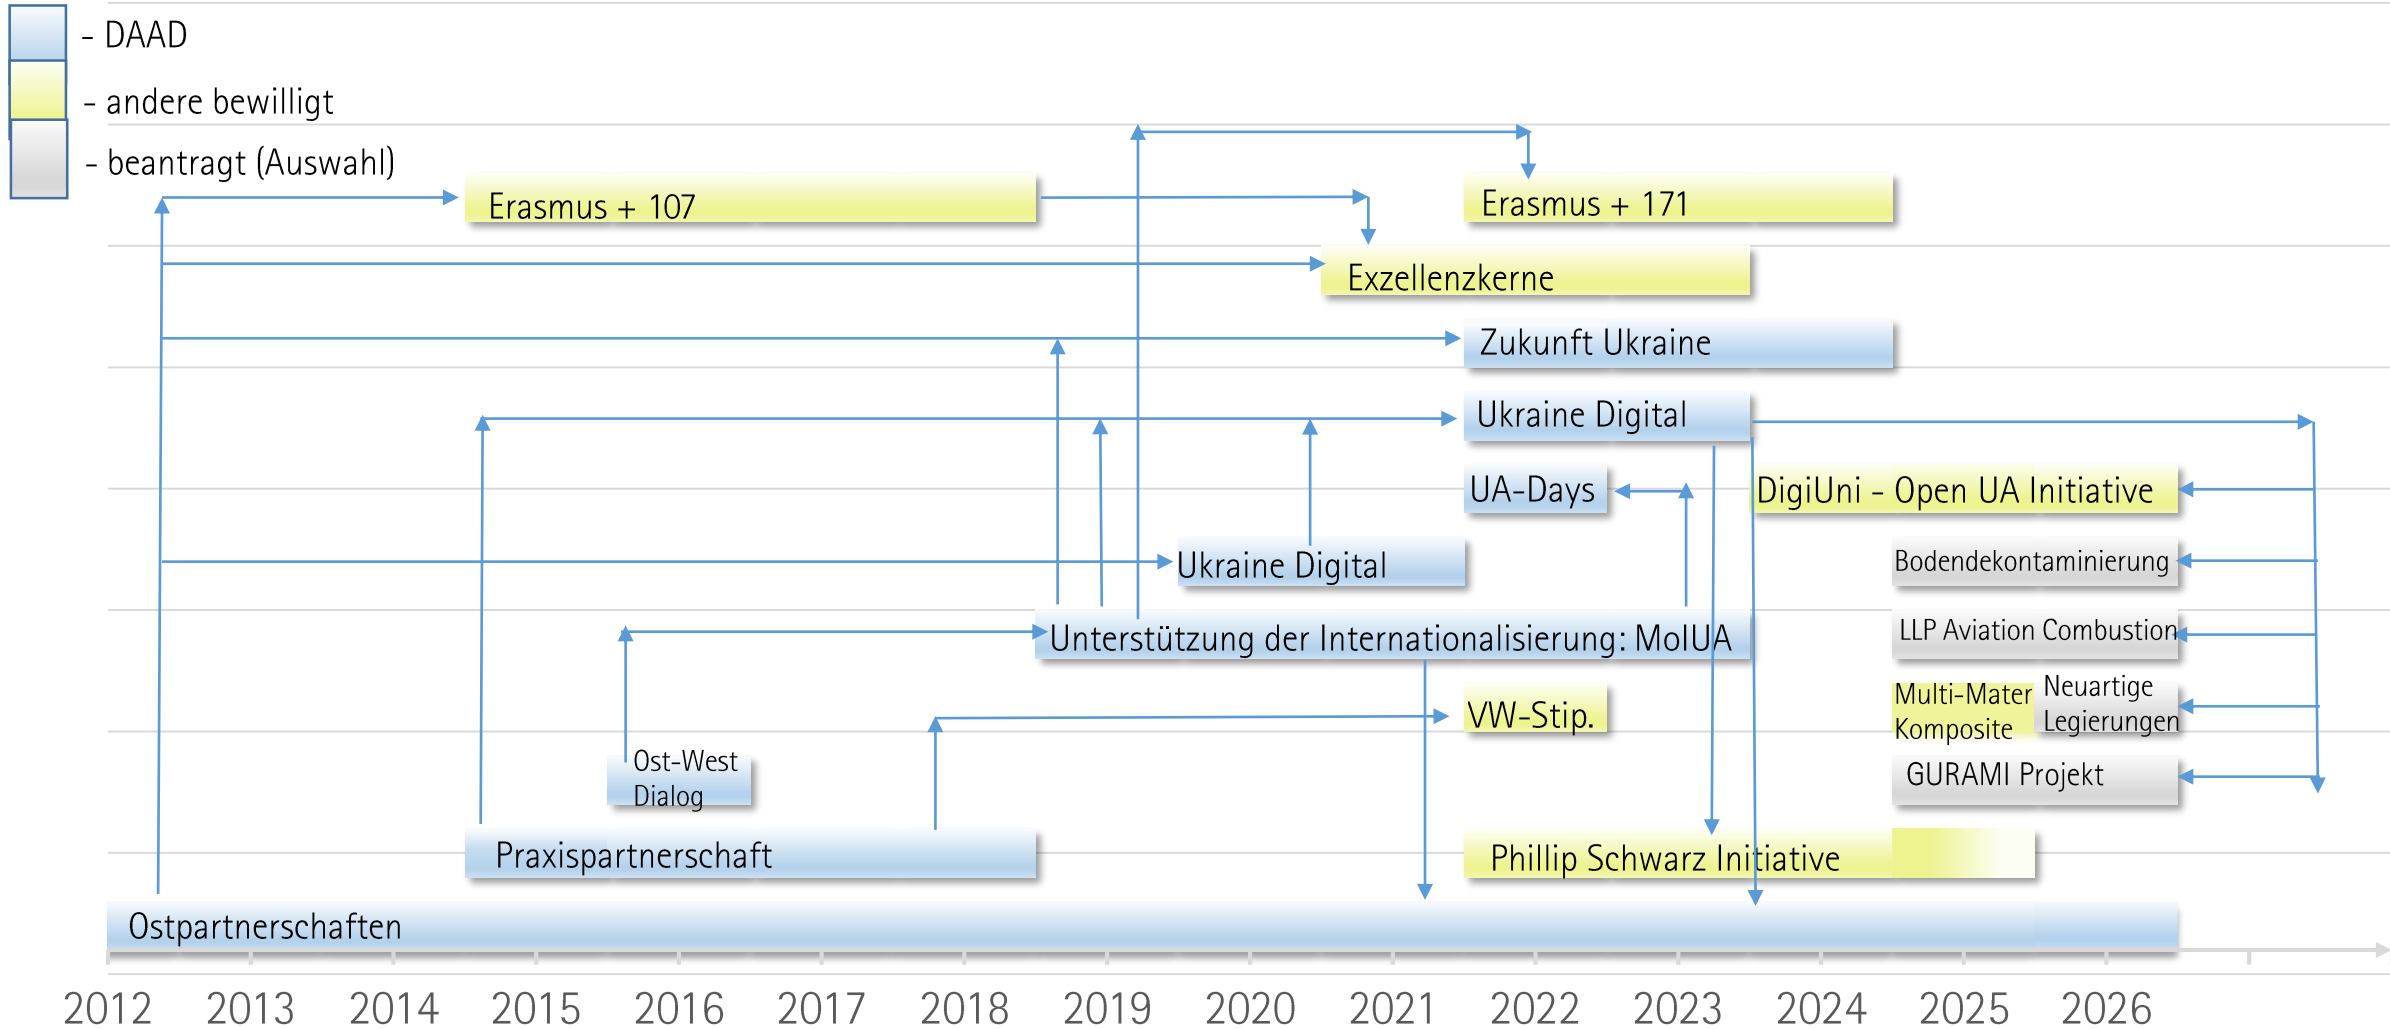 - DAAD
- andere bewilligt
- beantragt (Auswahl)
Erasmus + 107
Erasmus + 171
Exzellenzkerne
Zukunft Ukraine
Ukraine Digital
UA-Days
DigiUni - Open UA Initiative
Ukraine Digital
Bodendekontaminierung
Unterstützung der Internationalisierung: MoIUA
LLP Aviation Combustion
VW-Stip.
Multi-Mater
Komposite
Neuartige
Legierungen
Ost-West
Dialog
GURAMI Projekt
Praxispartnerschaft
Phillip Schwarz Initiative
Ostpartnerschaften
2012 2013 2014 2015 2016 2017 2018 2019 2020 2021 2022 2023 2024 2025 2026